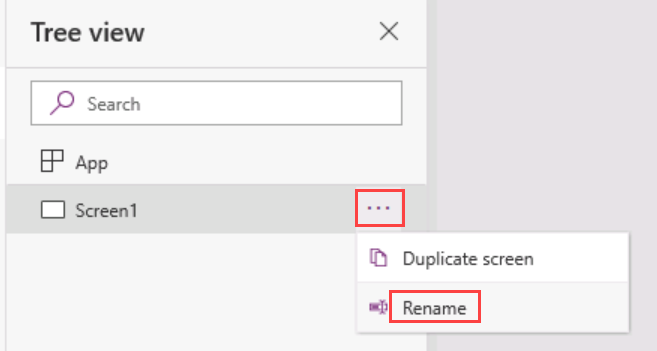 Tree view
Search
App
Screen1
Duplicate screen
Rename